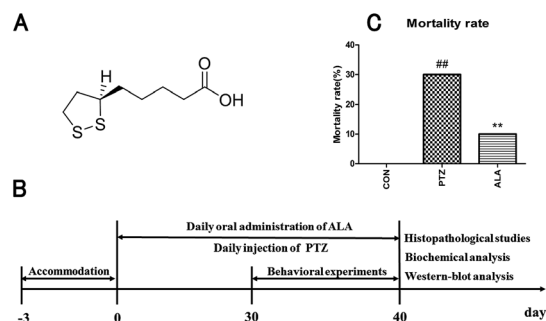 A
H
O
OH
S
S
C
Mortality rate
Mortality rate(%)
40
30
20
10
0
##
**
CON
PTZ
ALA
B
Daily oral administration of ALA
Daily injection of PTZ
Accommodation
Behavioral experiments
Histopathological studies
Biochemical analysis
Western-blot analysis
-3
0
30
40
day